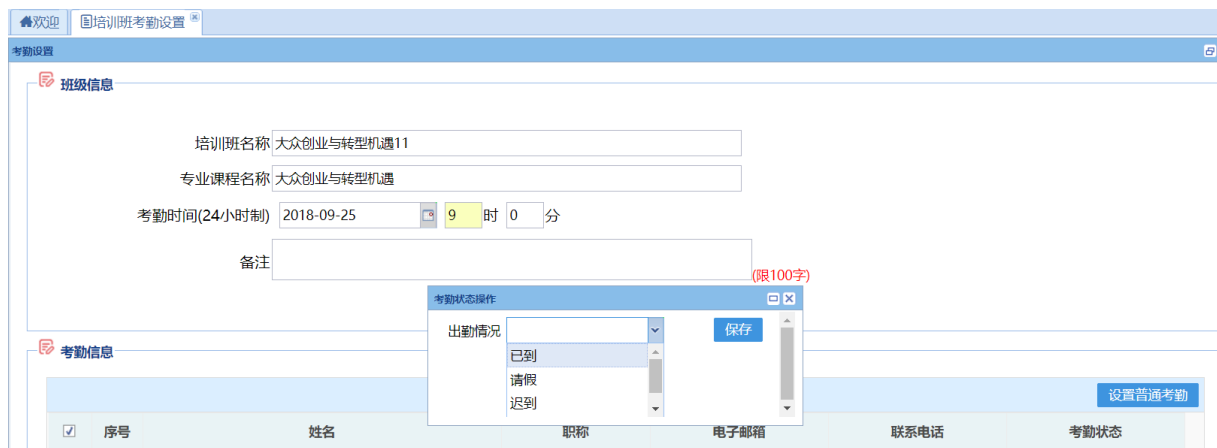 欢迎 培训班考勤设置
考勤设置
班级信息
培训班名称 大众创业与转型机遇11
专业课程名称 大众创业与转型机遇
考勤时间(24小时制) 2018-09-25 9 时 0 分
备注
(限100字)
考勤状态操作
出勤情况 保存
已到
请假
迟到
考勤信息
设置普通考勤
序号 姓名 职称 电子邮箱 联系电话 考勤状态